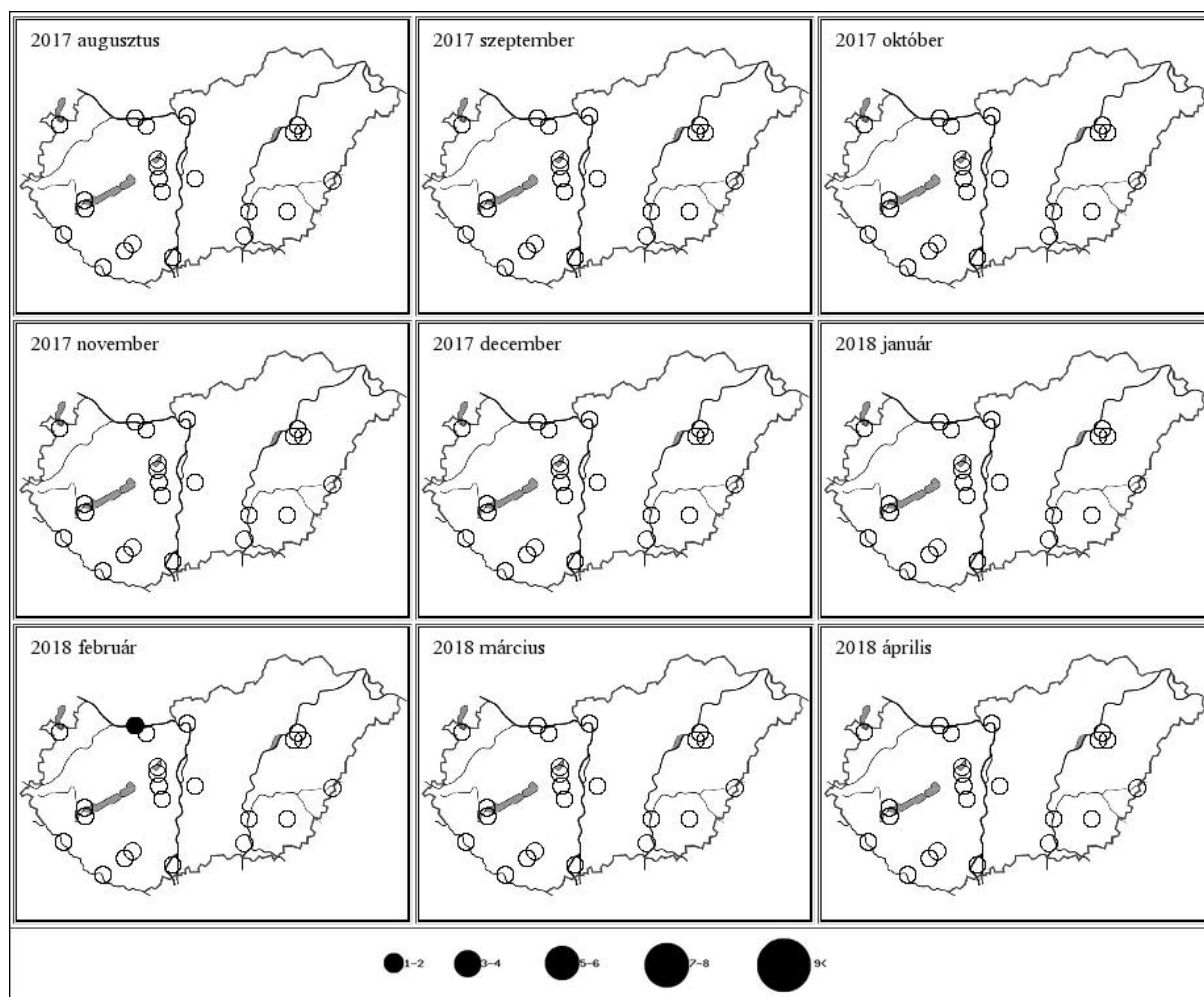 2017 augusztus
2017 szeptember
2017 október
2017 november
2017 december
2018 január
2018 február
2018 március
2018 április
1-2 3-4 5-6 7-8 9<